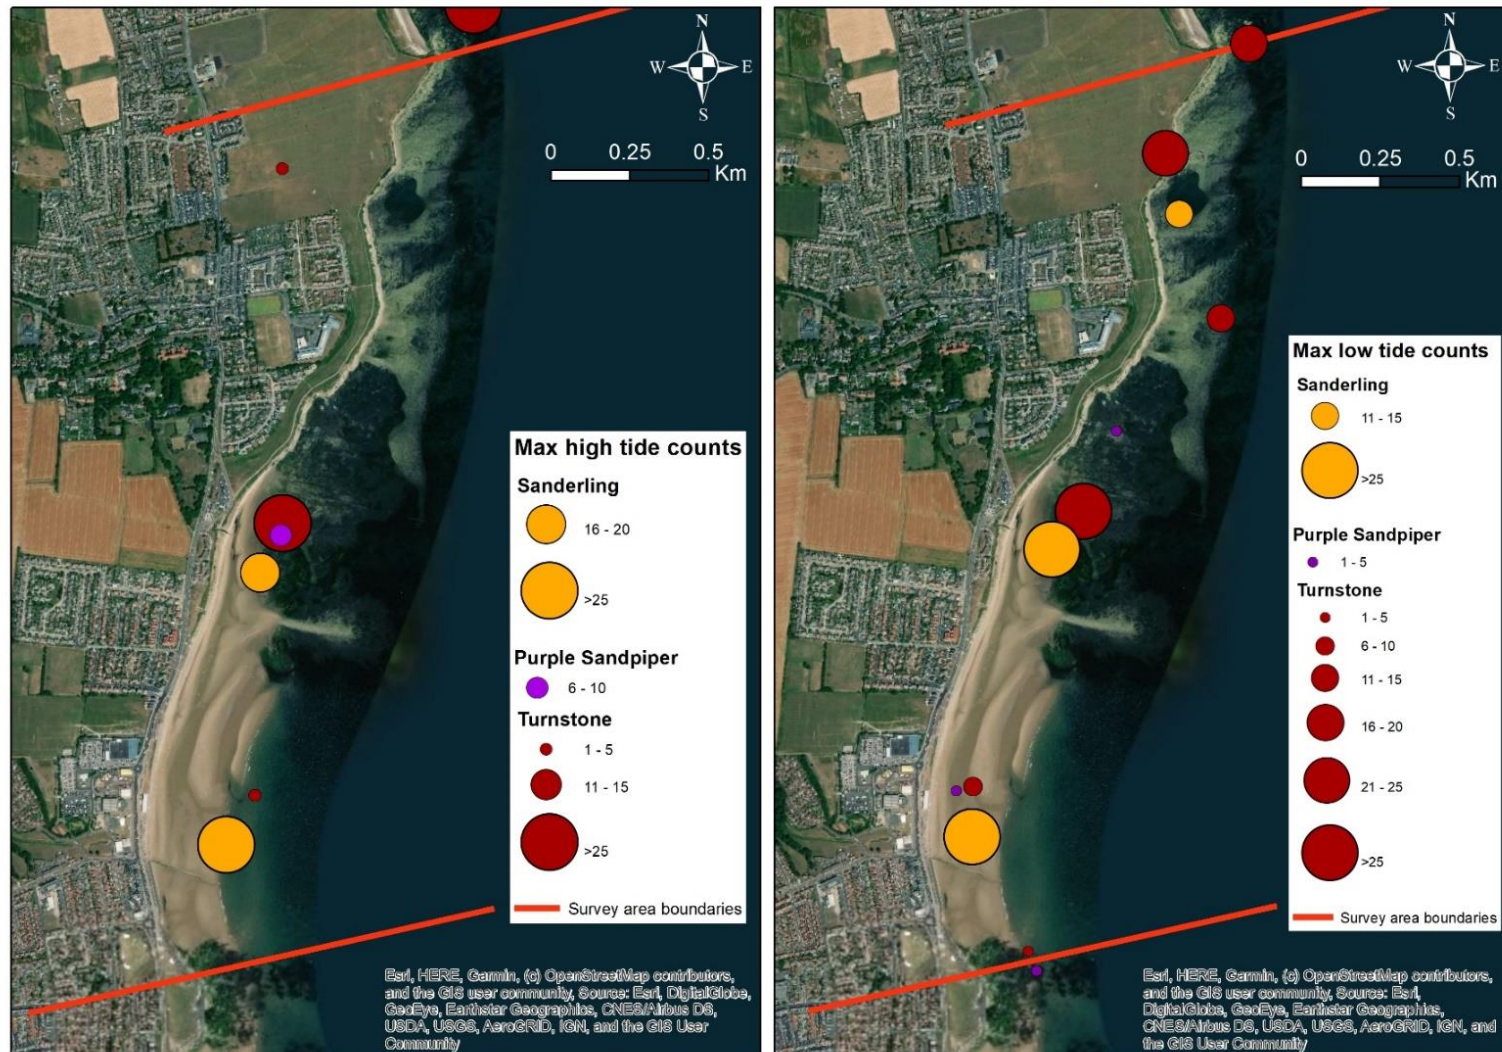 N
W E
S
0 0.25 0.5
Km
Max high tide counts
Sanderling
16 - 20
>25
Purple Sandpiper
6 - 10
Turnstone
1 - 5
11 - 15
>25
Survey area boundaries
Esri, HERE, Garmin, (c) OpenStreetMap contributors,
and the GIS user community, Source: Esri, DigitalGlobe,
GeoEye, Earthstar Geographics, CNES/Airbus DS,
USDA, USGS, AeroGRID, IGN, and the GIS User
Community
N
W E
S
0 0.25 0.5
Km
Max low tide counts
Sanderling
11 - 15
>25
Purple Sandpiper
1 - 5
Turnstone
1 - 5
6 - 10
11 - 15
16 - 20
21 - 25
>25
Survey area boundaries
Esri, HERE, Garmin, (c) OpenStreetMap contributors,
and the GIS user community, Source: Esri,
DigitalGlobe, GeoEye, Earthstar Geographics,
CNES/Airbus DS, USDA, USGS, AeroGRID, IGN, and
the GIS User Community